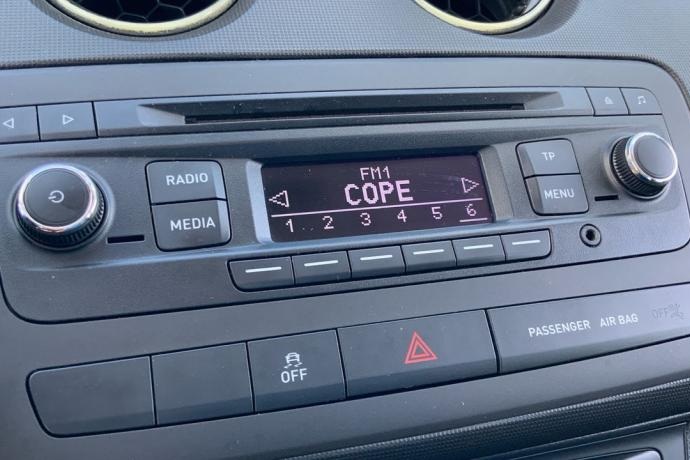 RADIO
MEDIA
FM1
COPE
1 2 3 4 5 6
TP
MENU
OFF
PASSENGER AIR BAG OFF